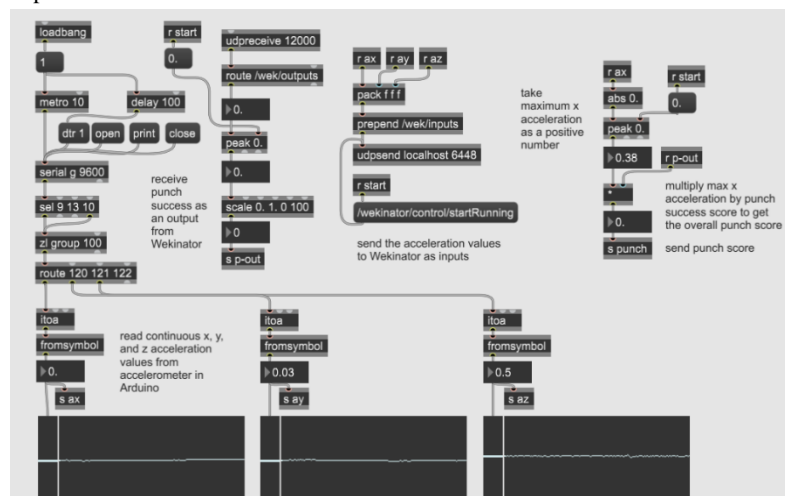 loadbang
1
metro 10
delay 100
dtr 1
open
print
close
serial g 9600
sel 9 13 10
zl group 100
route 120 121 122
r start
0.
udpreceive 12000
route /wek/outputs
0.
peak 0.
0.
scale 0. 1. 0 100
0
s p-out
receive
punch
success as
an output
from
Wekinator
r ax
r ay
r az
pack f f f
prepend /wek/inputs
udpsend localhost 6448
r start
/wekinator/control/startRunning
send the acceleration values
to Wekinator as inputs
take
maximum x
acceleration
as a positive
number
r ax
r start
abs 0.
0.
peak 0.
0.38
r p-out
*
0.
s punch
multiply max x
acceleration by punch
success score to get
the overall punch score
send punch score
itoa
fromsymbol
0.
s ax
read continuous x, y,
and z acceleration
values from
accelerometer in
Arduino
itoa
fromsymbol
0.03
s ay
itoa
fromsymbol
0.5
s az